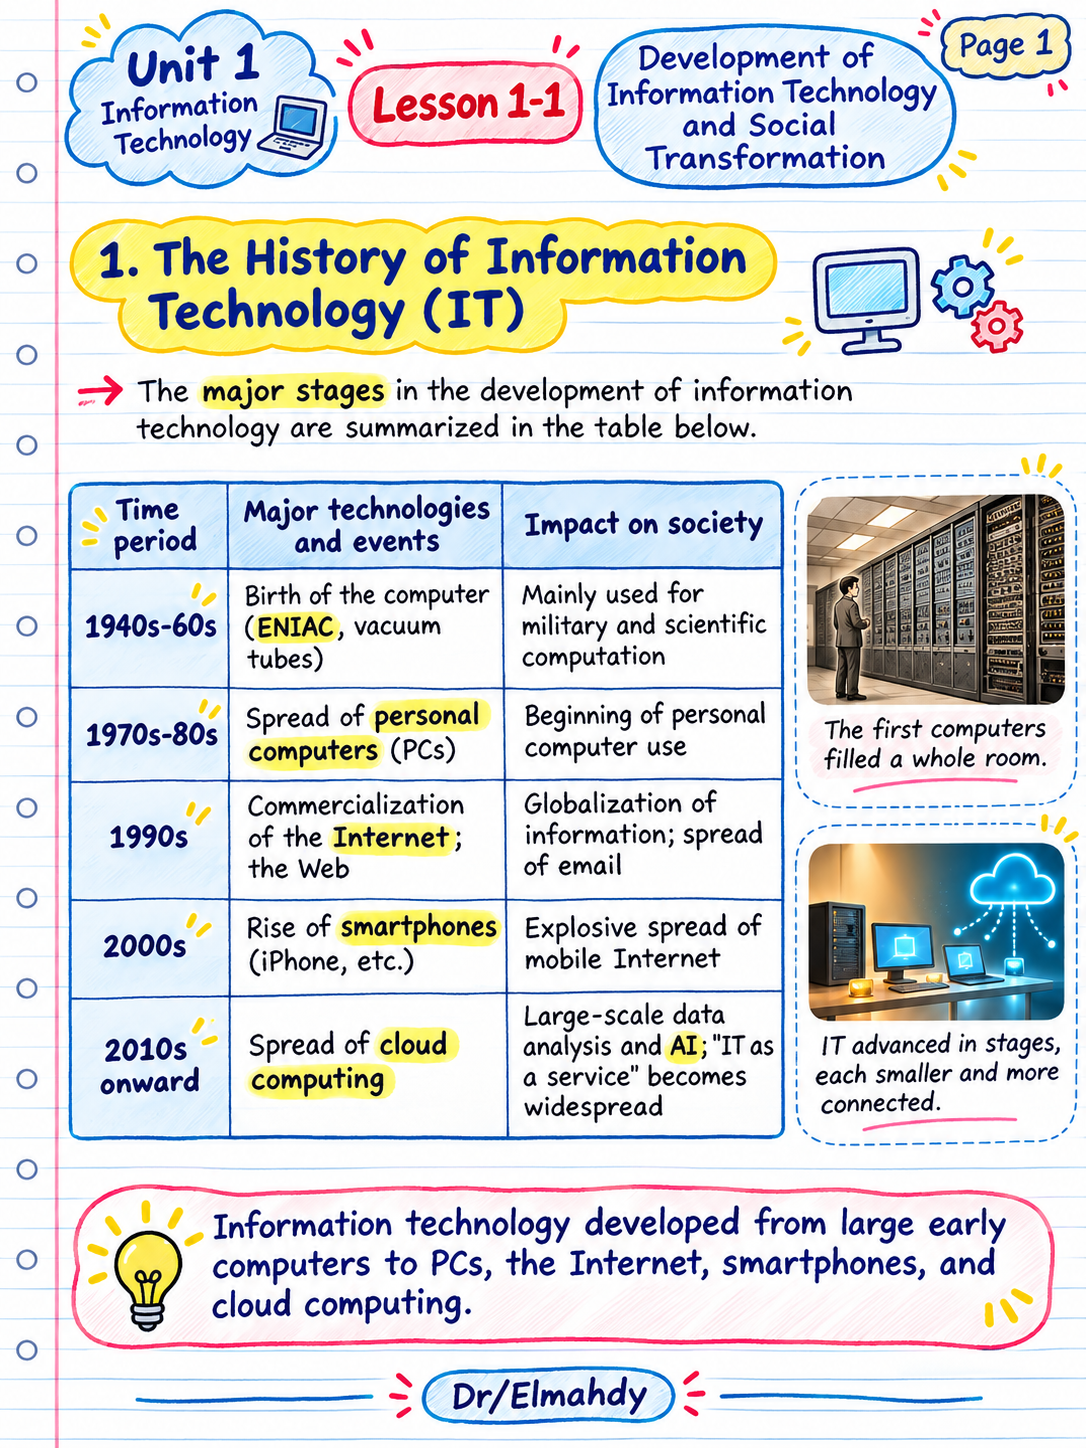 Unit 1
Information
Technology
Lesson 1-1
Development of
Information Technology
and Social
Transformation
Page 1
1. The History of Information
Technology (IT)
The major stages in the development of information
technology are summarized in the table below.
Time
period
Major technologies
and events
Impact on society
1940s-60s
Birth of the computer
(ENIAC, vacuum
tubes)
Mainly used for
military and scientific
computation
1970s-80s
Spread of personal
computers (PCs)
Beginning of personal
computer use
1990s
Commercialization
of the Internet;
the Web
Globalization of
information; spread
of email
2000s
Rise of smartphones
(iPhone, etc.)
Explosive spread of
mobile Internet
2010s
onward
Spread of cloud
computing
Large-scale data
analysis and AI; "IT as
a service" becomes
widespread
The first computers
filled a whole room.
IT advanced in stages,
each smaller and more
connected.
Information technology developed from large early
computers to PCs, the Internet, smartphones, and
cloud computing.
Dr/Elmahdy